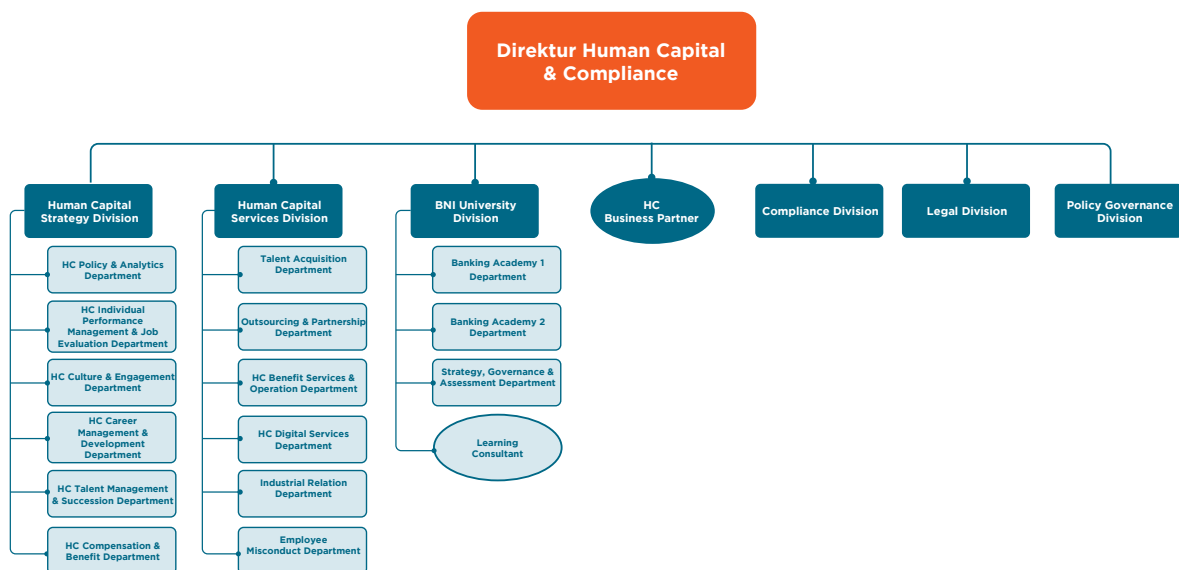 Direktur Human Capital
& Compliance
Human Capital
Strategy Division
Human Capital
Services Division
BNI University
Division
HC
Business Partner
Compliance Division
Legal Division
Policy Governance
Division
HC Policy & Analytics
Department
HC Individual
Performance
Management & Job
Evaluation Department
HC Culture & Engagement
Department
HC Career
Management &
Development
Department
HC Talent Management
& Succession Department
HC Compensation &
Benefit Department
Talent Acquisition
Department
Outsourcing & Partnership
Department
HC Benefit Services &
Operation Department
HC Digital Services
Department
Industrial Relation
Department
Employee
Misconduct Department
Banking Academy 1
Department
Banking Academy 2
Department
Strategy, Governance &
Assessment Department
Learning
Consultant